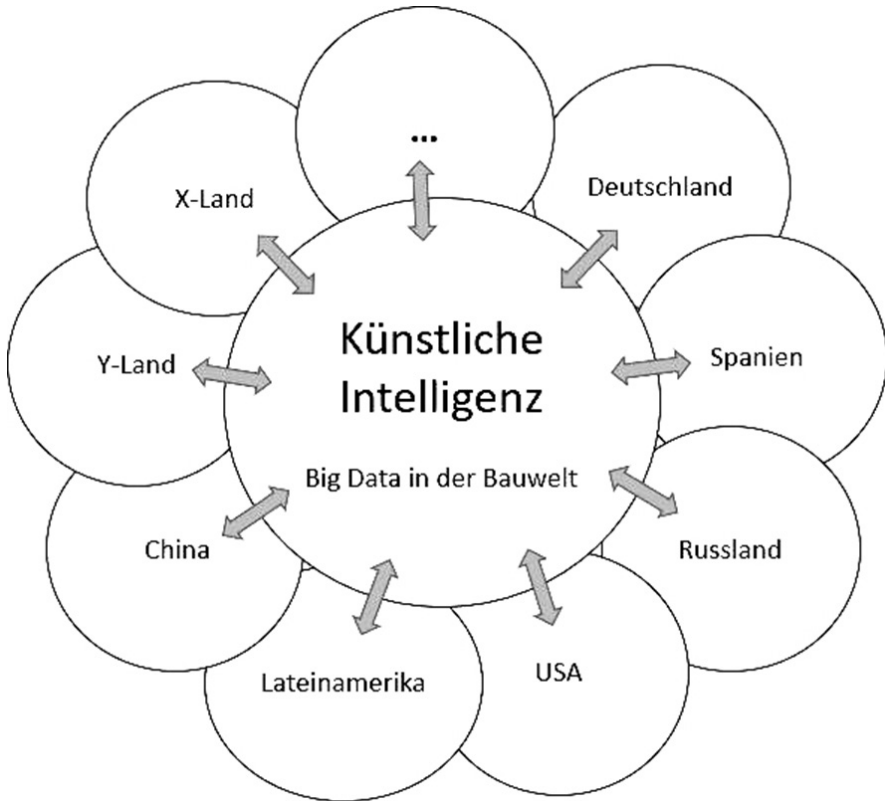 ...
X-Land
Deutschland
Künstliche
Intelligenz
Y-Land
Spanien
Big Data in der Bauwelt
China
Russland
Lateinamerika
USA